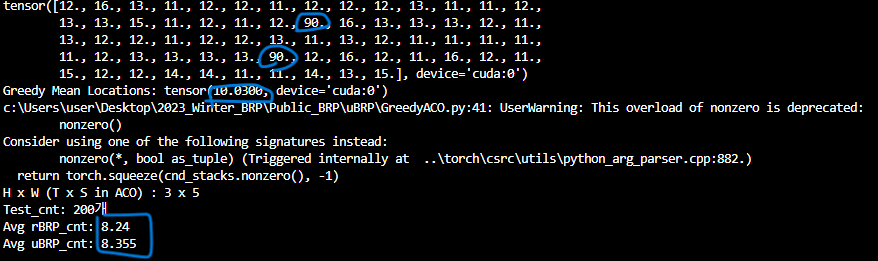 tensor([12., 16., 13., 11., 12., 12., 11., 12., 12., 12., 13., 11., 11., 12.,
13., 13., 15., 11., 12., 11., 12., 90., 16., 13., 13., 13., 12., 11.,
13., 12., 11., 12., 12., 13., 11., 13., 12., 11., 11., 11., 11.,
11., 12., 13., 13., 13., 13., 90., 12., 16., 12., 11., 16., 11., 12.,
15., 12., 12., 14., 14., 11., 11., 14., 13., 15.], device='cuda:0')
Greedy Mean Locations: tensor(10.0300, device='cuda:0')
c:\Users\user\Desktop\2023_Winter_BRP\Public_BRP\uBRP\GreedyACO.py:41: UserWarning: This overload of nonzero is deprecated:
nonzero()
Consider using one of the following signatures instead:
nonzero(*, bool as_tuple) (Triggered internally at  ..\torch\csrc\utils\python_arg_parser.cpp:882.)
return torch.squeeze(cnd_stacks.nonzero(), -1)
H x W (T x S in ACO) : 3 x 5
Test_cnt: 200개
Avg rBRP_cnt: 8.24
Avg uBRP_cnt: 8.355